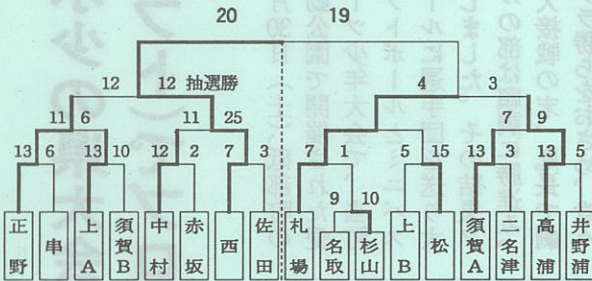 20 19
12 12 抽選勝 4 3
11 6 11 25 7 9
13 6 13 10 12 2 7 3 7 1 5 15 13 3 13 5
9 10
正野
串
上A
須賀B
中村
赤坂
西
佐田
札場
名取
杉山
上B
松
須賀A
二名津
高浦
井野浦